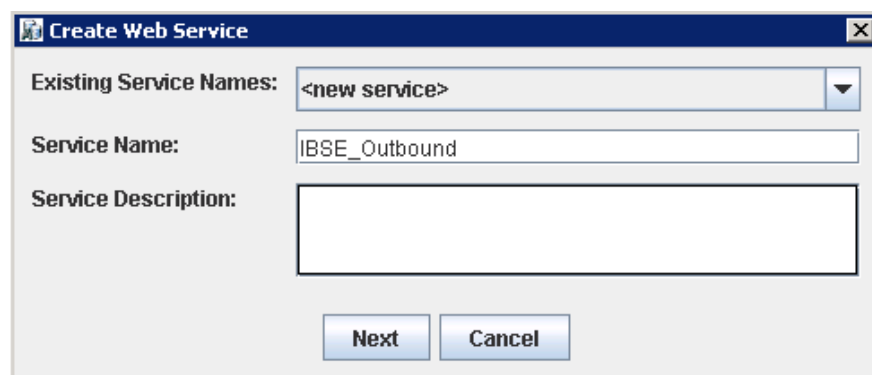 Create Web Service
Existing Service Names: <new service>
Service Name: IBSE_Outbound
Service Description:
Next Cancel